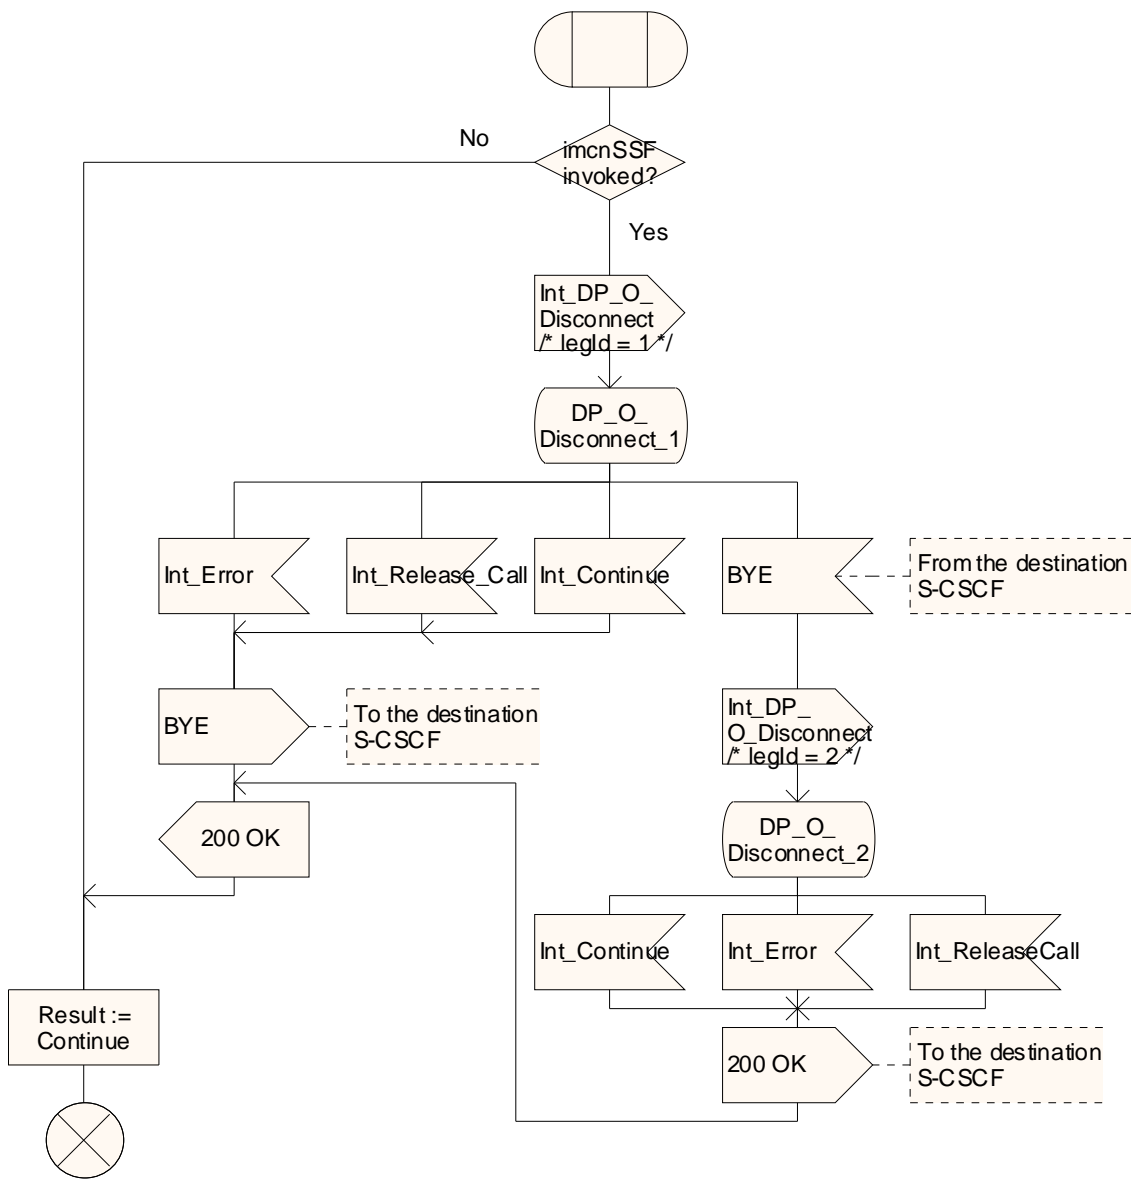 No
imcnSSF
invoked?
Yes
Int_DP_O_
Disconnect
/* legId = 1 */
DP_O_
Disconnect_1
Int_Error
Int_Release_Call
Int_Continue
BYE
From the destination
S-CSCF
BYE
To the destination
S-CSCF
Int_DP_
O_Disconnect
/* legId = 2 */
200 OK
DP_O_
Disconnect_2
Int_Continue
Int_Error
Int_ReleaseCall
Result :=
Continue
200 OK
To the destination
S-CSCF